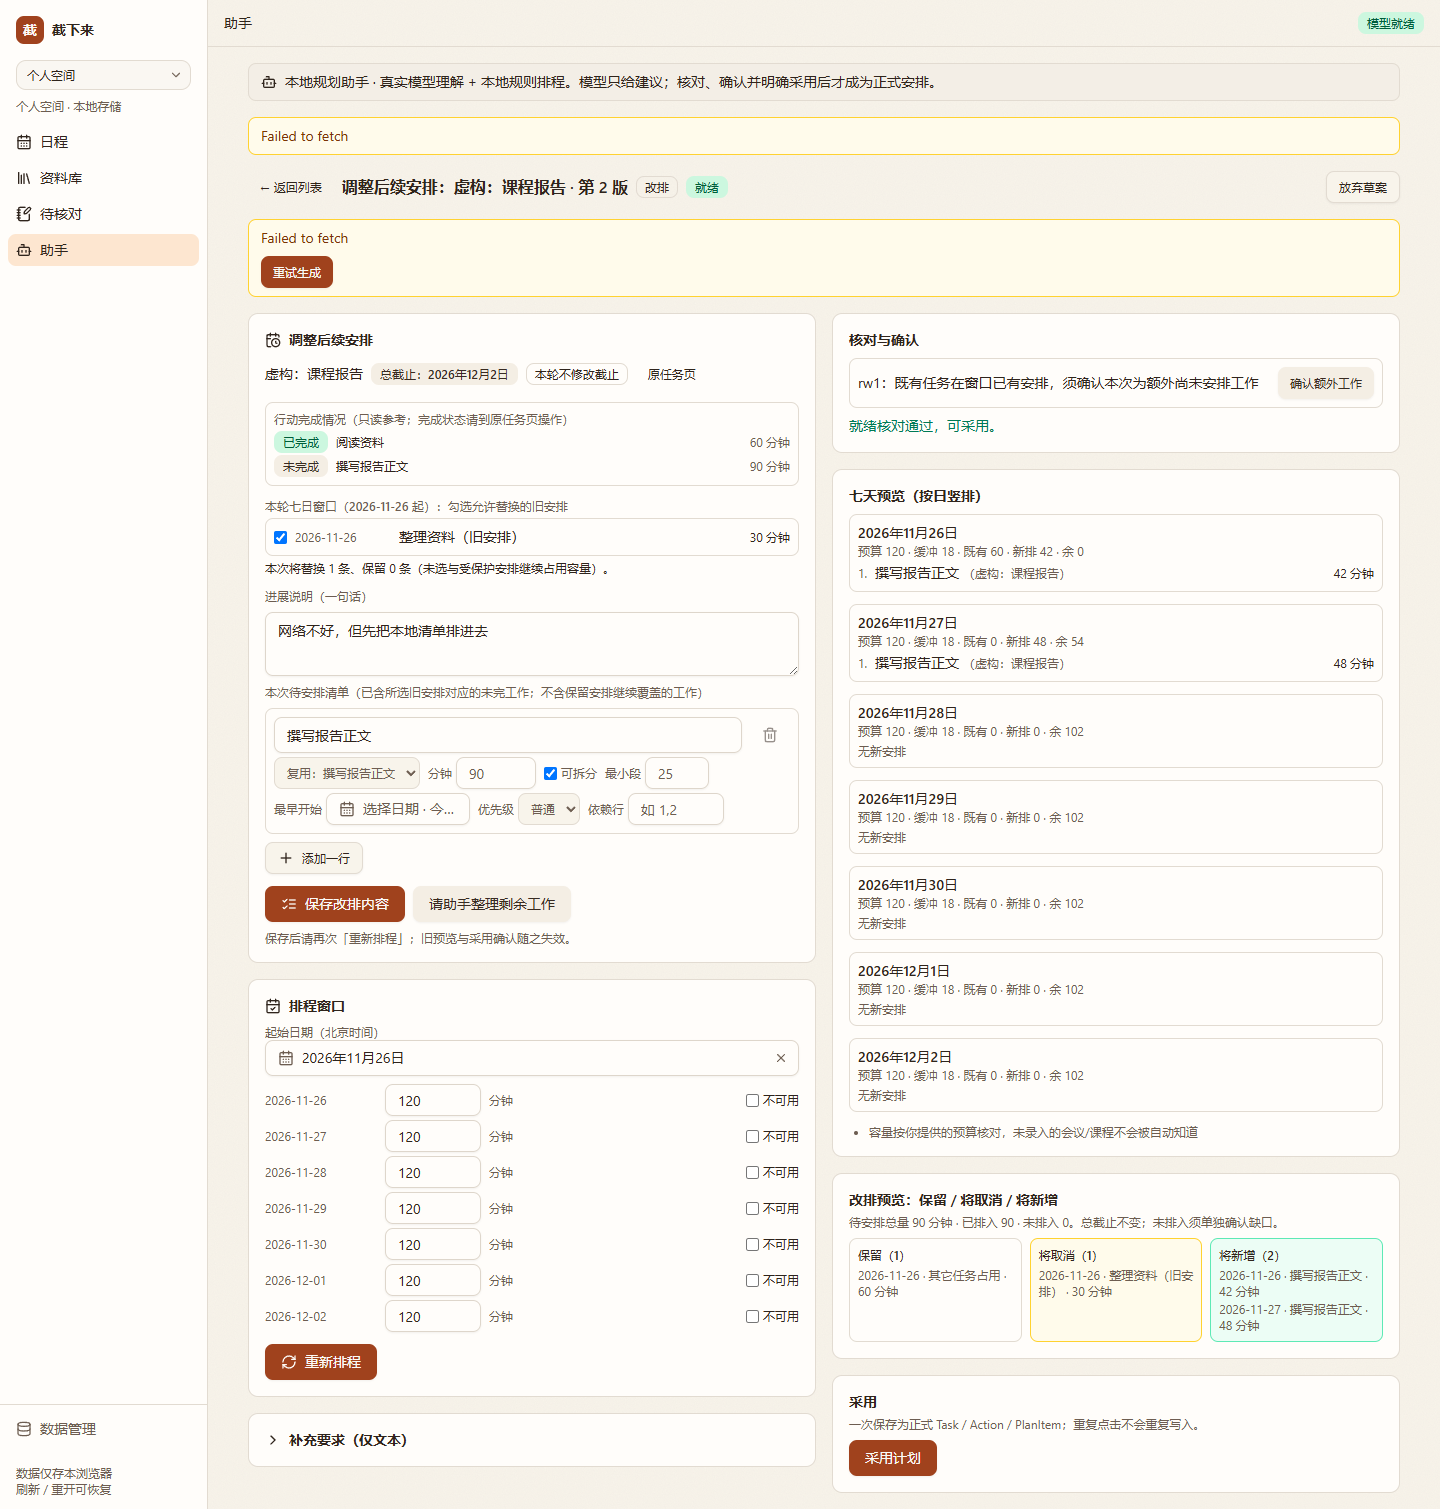 截 截下来
个人空间
个人空间 · 本地存储
日程
资料库
待核对
助手
数据管理
数据仅存本浏览器
刷新 / 重开可恢复
助手
模型就绪
本地规划助手 · 真实模型理解 + 本地规则排程。模型只给建议；核对、确认并明确采用后才成为正式安排。
Failed to fetch
← 返回列表 调整后续安排：虚构：课程报告 · 第 2 版 改排 就绪 放弃草案
Failed to fetch
重试生成
调整后续安排
虚构：课程报告 总截止：2026年12月2日 本轮不修改截止 原任务页
行动完成情况（只读参考；完成状态请到原任务页操作）
已完成 阅读资料 60 分钟
未完成 撰写报告正文 90 分钟
本轮七日窗口（2026-11-26 起）：勾选允许替换的旧安排
2026-11-26 整理资料（旧安排） 30 分钟
本次将替换 1 条、保留 0 条（未选与受保护安排继续占用容量）。
进展说明（一句话）
网络不好，但先把本地清单排进去
本次待安排清单（已含所选旧安排对应的未完工作；不含保留安排继续覆盖的工作）
撰写报告正文
复用：撰写报告正文 分钟 90 可拆分 最小段 25
最早开始 选择日期 · 今... 优先级 普通 依赖行 如 1,2
添加一行
保存改排内容 请助手整理剩余工作
保存后请再次「重新排程」；旧预览与采用确认随之失效。
排程窗口
起始日期（北京时间）
2026年11月26日
2026-11-26 120 分钟 不可用
2026-11-27 120 分钟 不可用
2026-11-28 120 分钟 不可用
2026-11-29 120 分钟 不可用
2026-11-30 120 分钟 不可用
2026-12-01 120 分钟 不可用
2026-12-02 120 分钟 不可用
重新排程
补充要求（仅文本）
核对与确认
rw1：既有任务在窗口已有安排，须确认本次为额外尚未安排工作 确认额外工作
就绪核对通过，可采用。
七天预览（按日竖排）
2026年11月26日
预算 120 · 缓冲 18 · 既有 60 · 新排 42 · 余 0
1. 撰写报告正文 （虚构：课程报告） 42 分钟
2026年11月27日
预算 120 · 缓冲 18 · 既有 0 · 新排 48 · 余 54
1. 撰写报告正文 （虚构：课程报告） 48 分钟
2026年11月28日
预算 120 · 缓冲 18 · 既有 0 · 新排 0 · 余 102
无新安排
2026年11月29日
预算 120 · 缓冲 18 · 既有 0 · 新排 0 · 余 102
无新安排
2026年11月30日
预算 120 · 缓冲 18 · 既有 0 · 新排 0 · 余 102
无新安排
2026年12月1日
预算 120 · 缓冲 18 · 既有 0 · 新排 0 · 余 102
无新安排
2026年12月2日
预算 120 · 缓冲 18 · 既有 0 · 新排 0 · 余 102
无新安排
• 容量按你提供的预算核对，未录入的会议/课程不会被自动知道
改排预览：保留 / 将取消 / 将新增
待安排总量 90 分钟 · 已排入 90 · 未排入 0。总截止不变；未排入须单独确认缺口。
保留（1）
2026-11-26 · 其它任务占用 ·
60 分钟
将取消（1）
2026-11-26 · 整理资料（旧安
排） · 30 分钟
将新增（2）
2026-11-26 · 撰写报告正文 ·
42 分钟
2026-11-27 · 撰写报告正文 ·
48 分钟
采用
一次保存为正式 Task / Action / PlanItem；重复点击不会重复写入。
采用计划